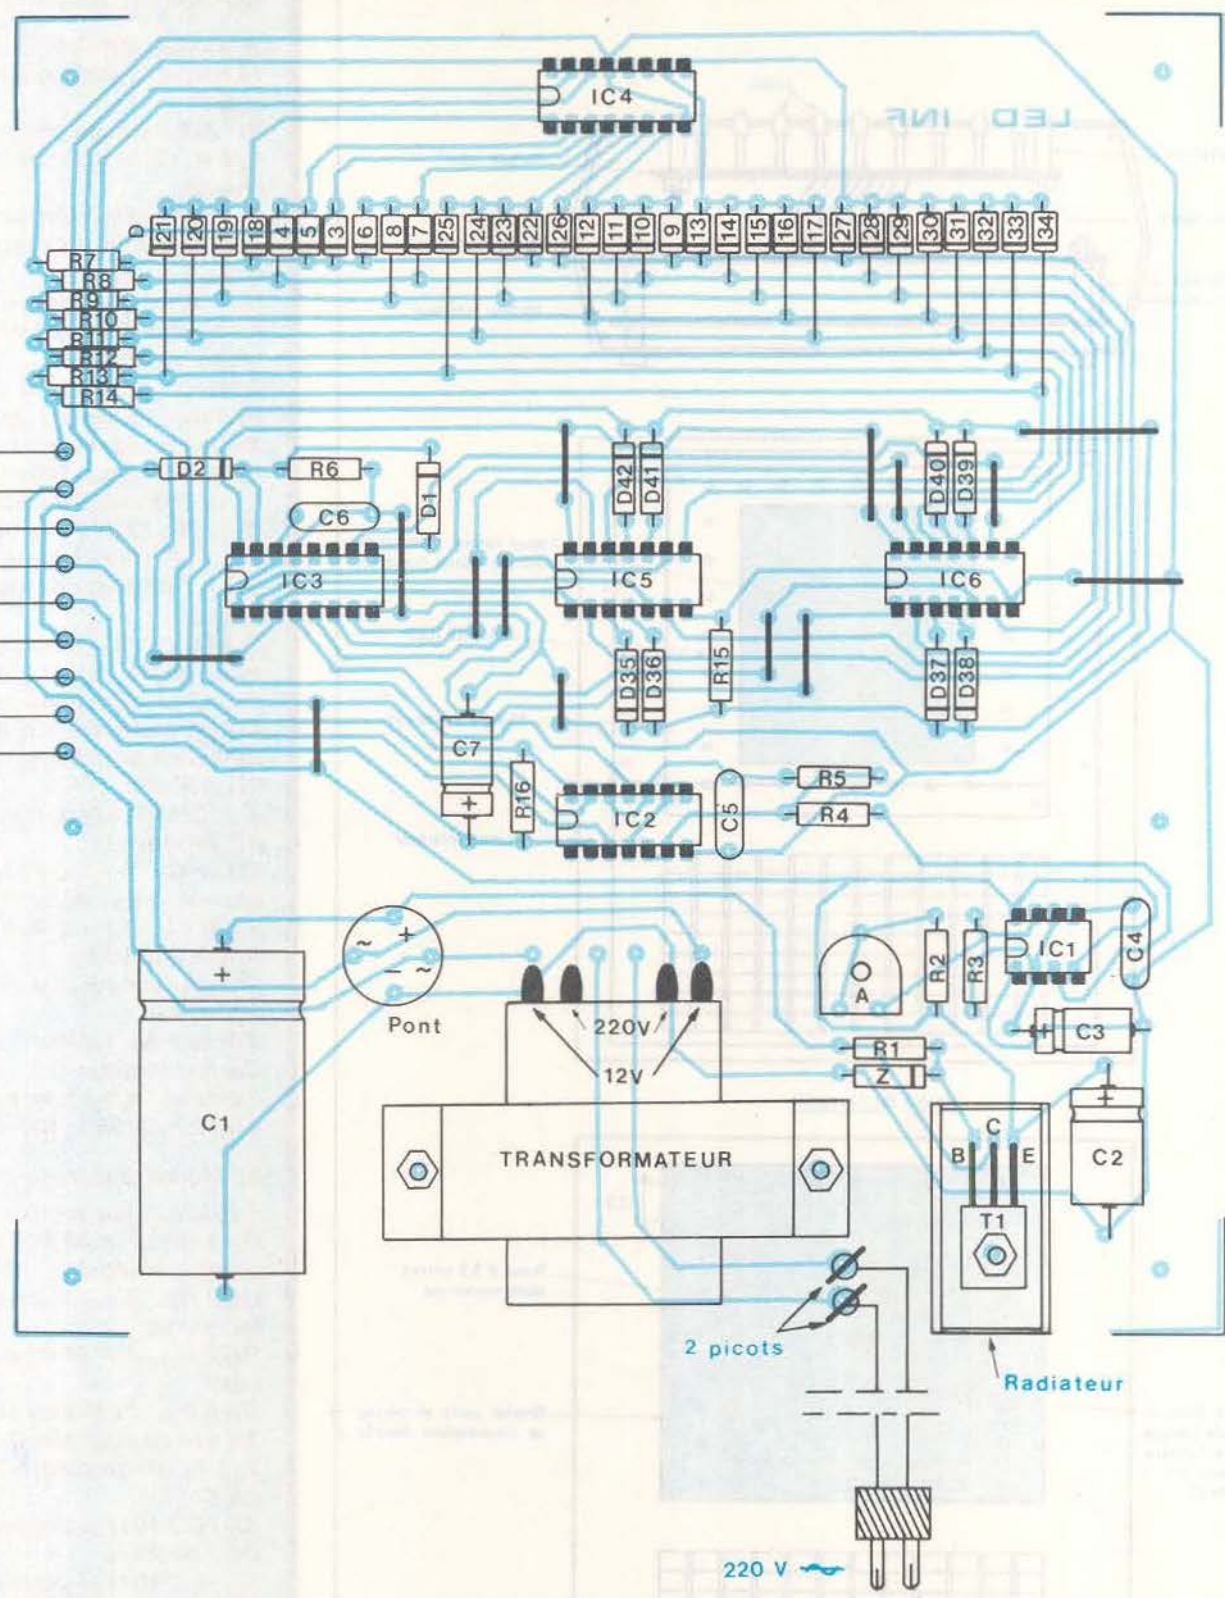 IC4
LED INF
D 21 20 19 18 4 5 3 6 8 7 25 24 23 22 26 12 11 10 9 13 14 15 16 17 27 28 29 30 31 32 33 34
R7
R8
R9
R10
R11
R12
R13
R14
D2 R6 D1 D42 D41 D40 D39
C6
IC3 IC5 IC6
D35 D36 R15 D37 D38
C7 R16 IC2 C5 R5
R4
+
~ + - ~
Pont
+
C1
220V
12V
TRANSFORMATEUR
A
R2 R3 IC1 C4
+ C3
R1
Z
+
C2
B C E
T1
2 picots
Radiateur
220 V ~